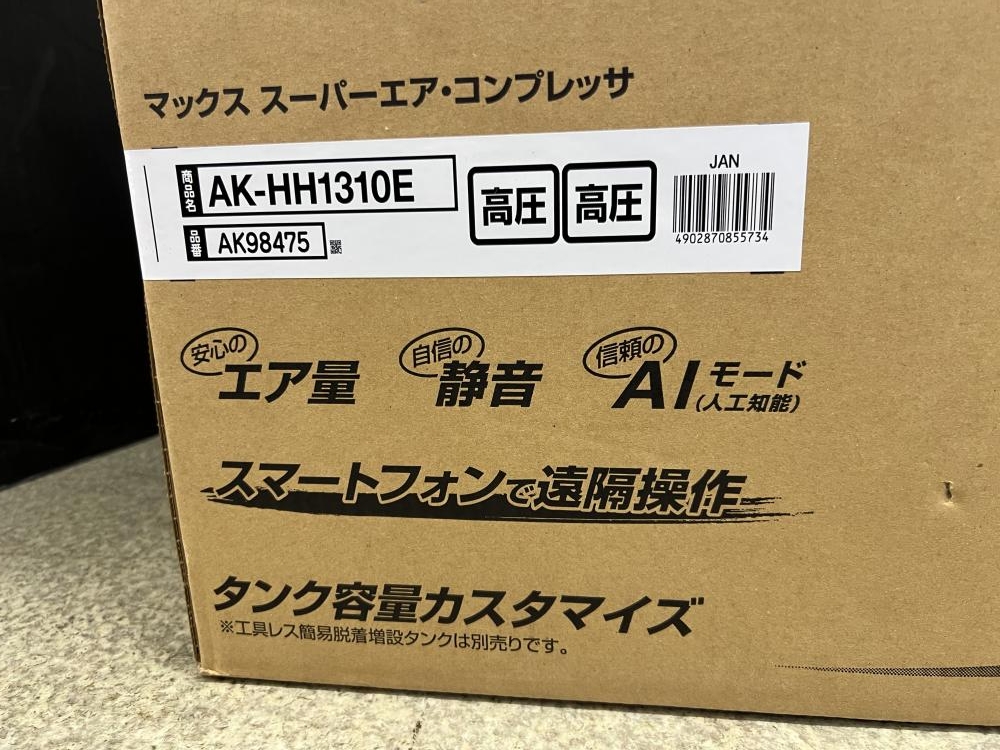 マックス スーパーエア・コンプレッサ
商品名 AK-HH1310E
品番 AK98475
高圧 高圧
JAN
4902870855734
安心の エア量
自信の 静音
信頼の AIモード
(人工知能)
スマートフォンで遠隔操作
タンク容量カスタマイズ
※工具レス簡易脱着増設タンクは別売りです。